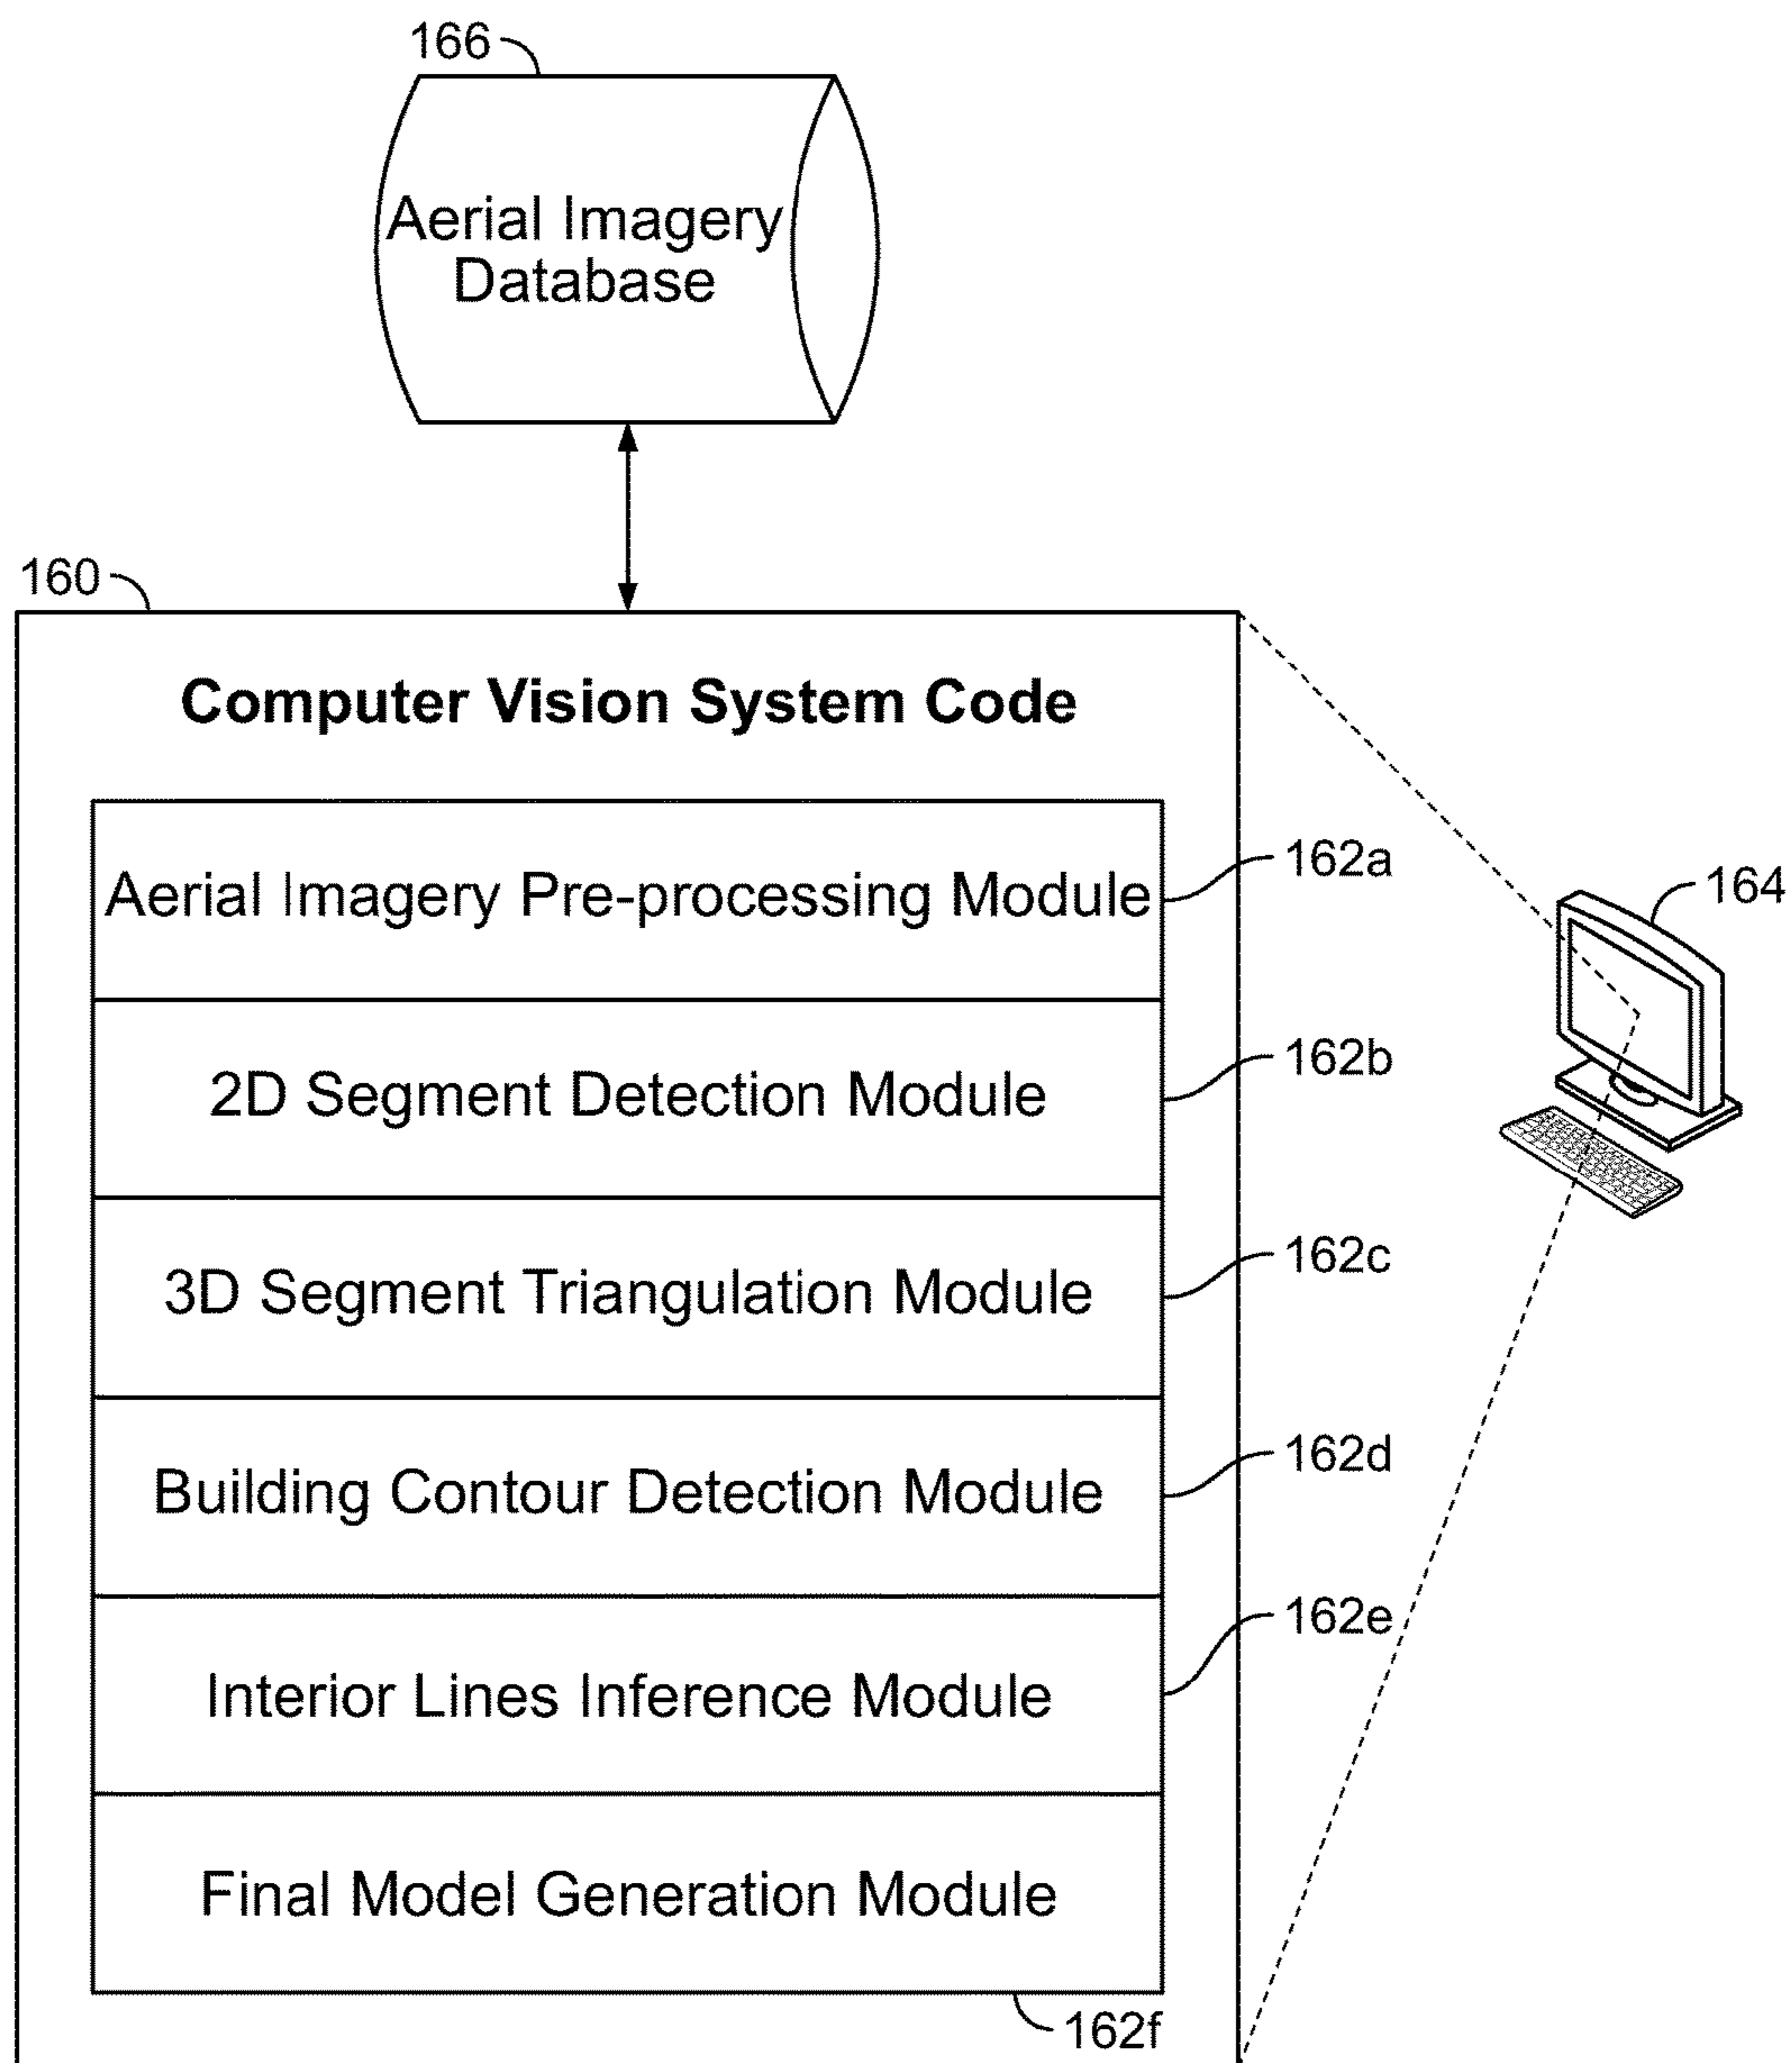 166
Aerial Imagery
Database
160
Computer Vision System Code
Aerial Imagery Pre-processing Module
162a
164
2D Segment Detection Module
162b
3D Segment Triangulation Module
162c
Building Contour Detection Module
162d
Interior Lines Inference Module
162e
Final Model Generation Module
162f